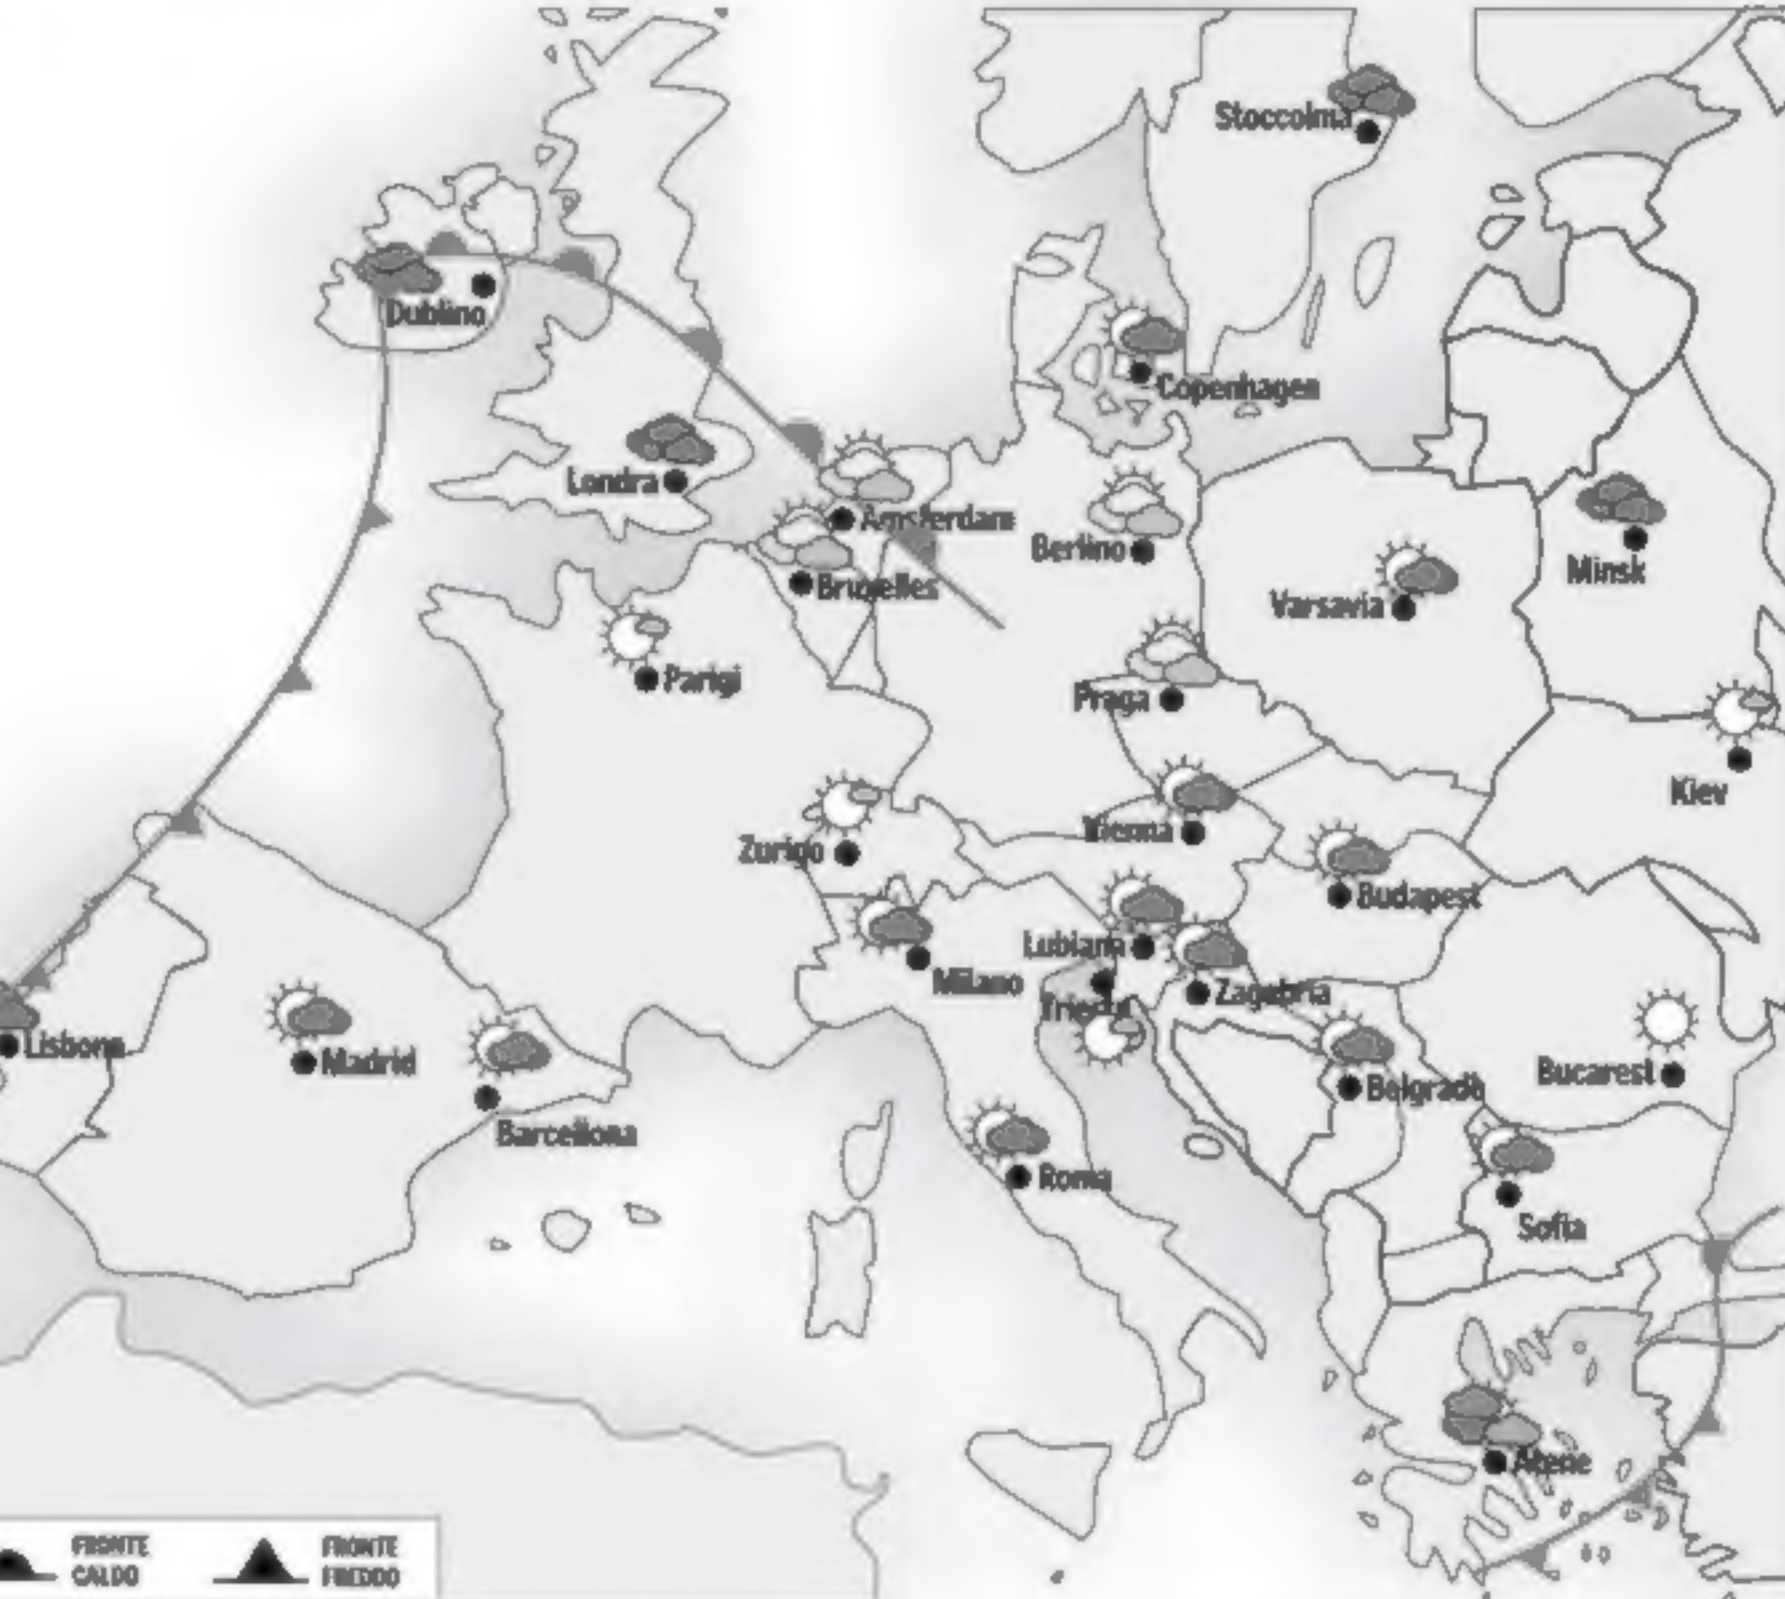 Stoccolma
Dublino
Copenhagen
Londra
Amsterdam
Berlino
Minsk
Bruxelles
Varsavia
Parigi
Praga
Kiev
Vienna
Zurigo
Budapest
Lubiana
Milano
Zagabria
Trieste
Lisbona
Madrid
Belgrado
Bucarest
Barcellona
Roma
Sofia
Atene
FRONTE
CALDO
FRONTE
FREDDO